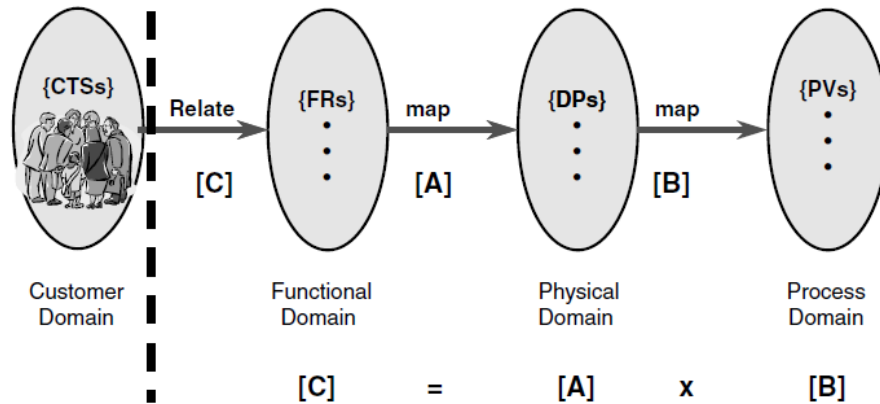 {CTSs}
Relate
{FRs}
map
{DPs}
map
{PVs}
[C]
[A]
[B]
Customer
Domain
Functional
Domain
Physical
Domain
Process
Domain
[C] = [A] x [B]